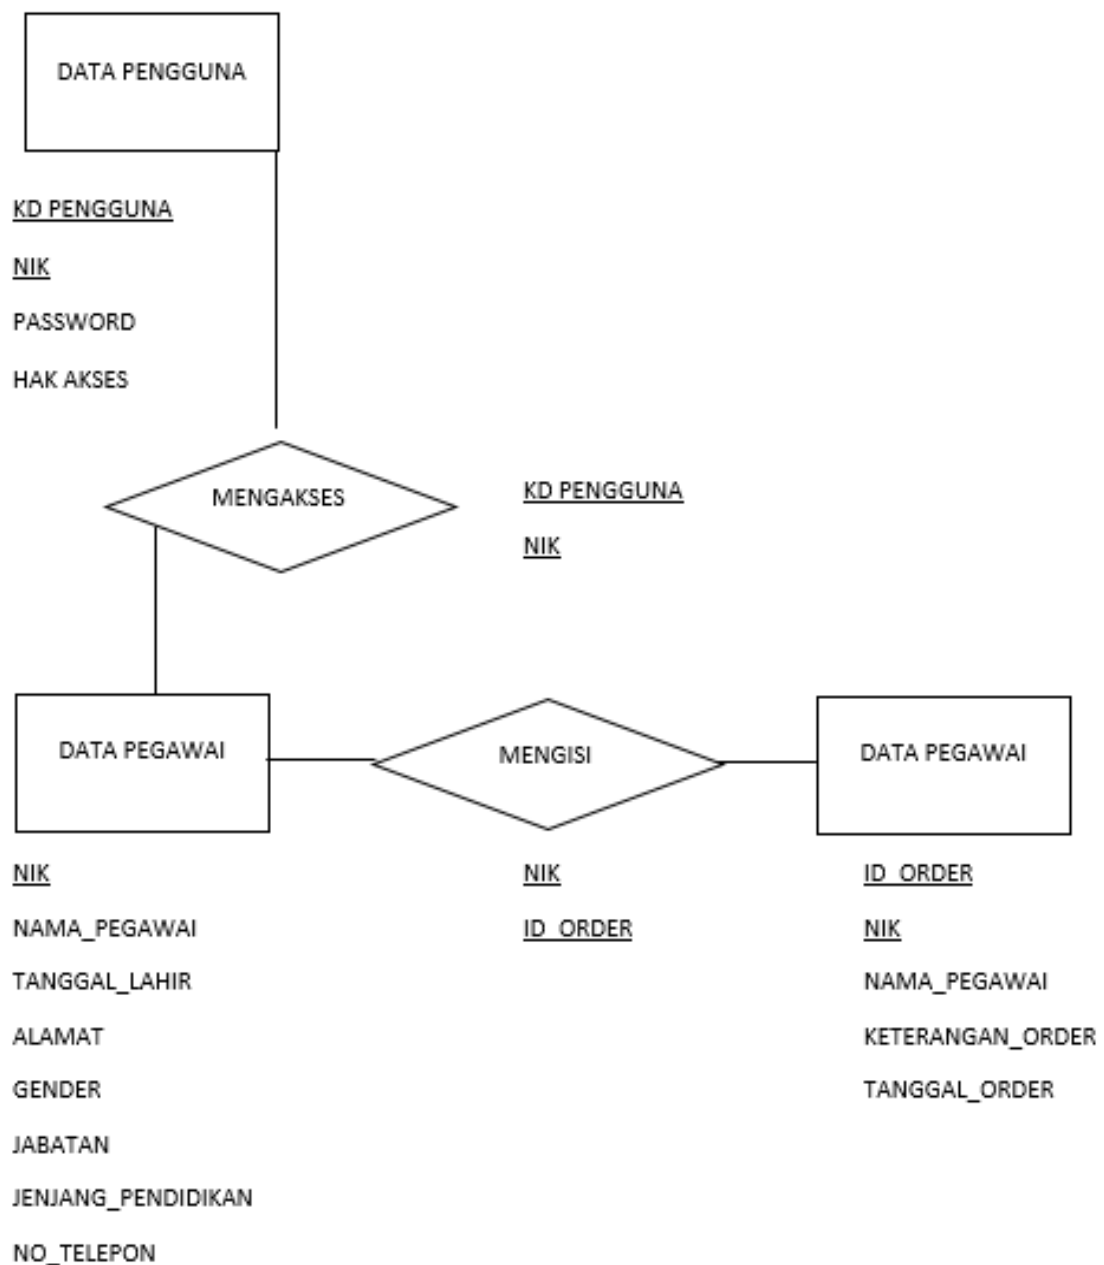 DATA PENGGUNA
KD PENGGUNA
NIK
PASSWORD
HAK AKSES
MENGAKSES
KD PENGGUNA
NIK
DATA PEGAWAI
MENGISI
DATA PEGAWAI
NIK
NAMA_PEGAWAI
TANGGAL_LAHIR
ALAMAT
GENDER
JABATAN
JENJANG_PENDIDIKAN
NO_TELEPON
NIK
ID_ORDER
ID_ORDER
NIK
NAMA_PEGAWAI
KETERANGAN_ORDER
TANGGAL_ORDER